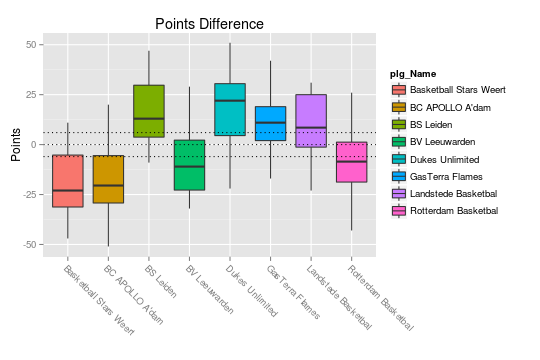 Points Difference
Points
50
25
0
-25
-50
Basketball Stars Weert
BC APOLLO A'dam
BS Leiden
BV Leeuwarden
Dukes Unlimited
GasTerra Flames
Landstede Basketbal
Rotterdam Basketbal
plg_Name
Basketball Stars Weert
BC APOLLO A'dam
BS Leiden
BV Leeuwarden
Dukes Unlimited
GasTerra Flames
Landstede Basketbal
Rotterdam Basketbal